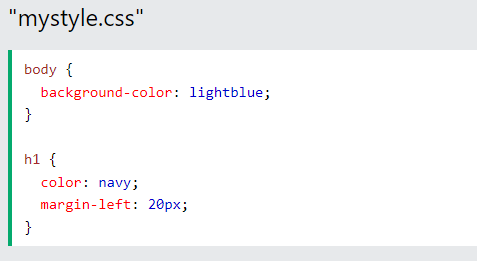 "mystyle.css"
body {
  background-color: lightblue;
}

h1 {
  color: navy;
  margin-left: 20px;
}